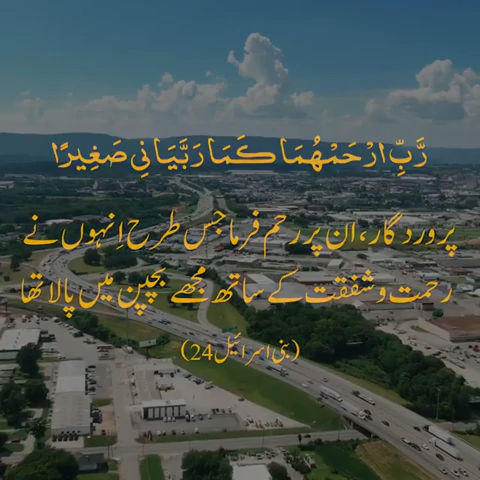 رَّبِّ ارْحَمْهُمَا كَمَا رَبَّيَانِي صَغِيرًا
پروردگار، ان پر رحم فرما جس طرح اِنہوں نے
رحمت و شفقت کے ساتھ مجھے بچپن میں پالا تھا
(بنی اسرائیل 24)